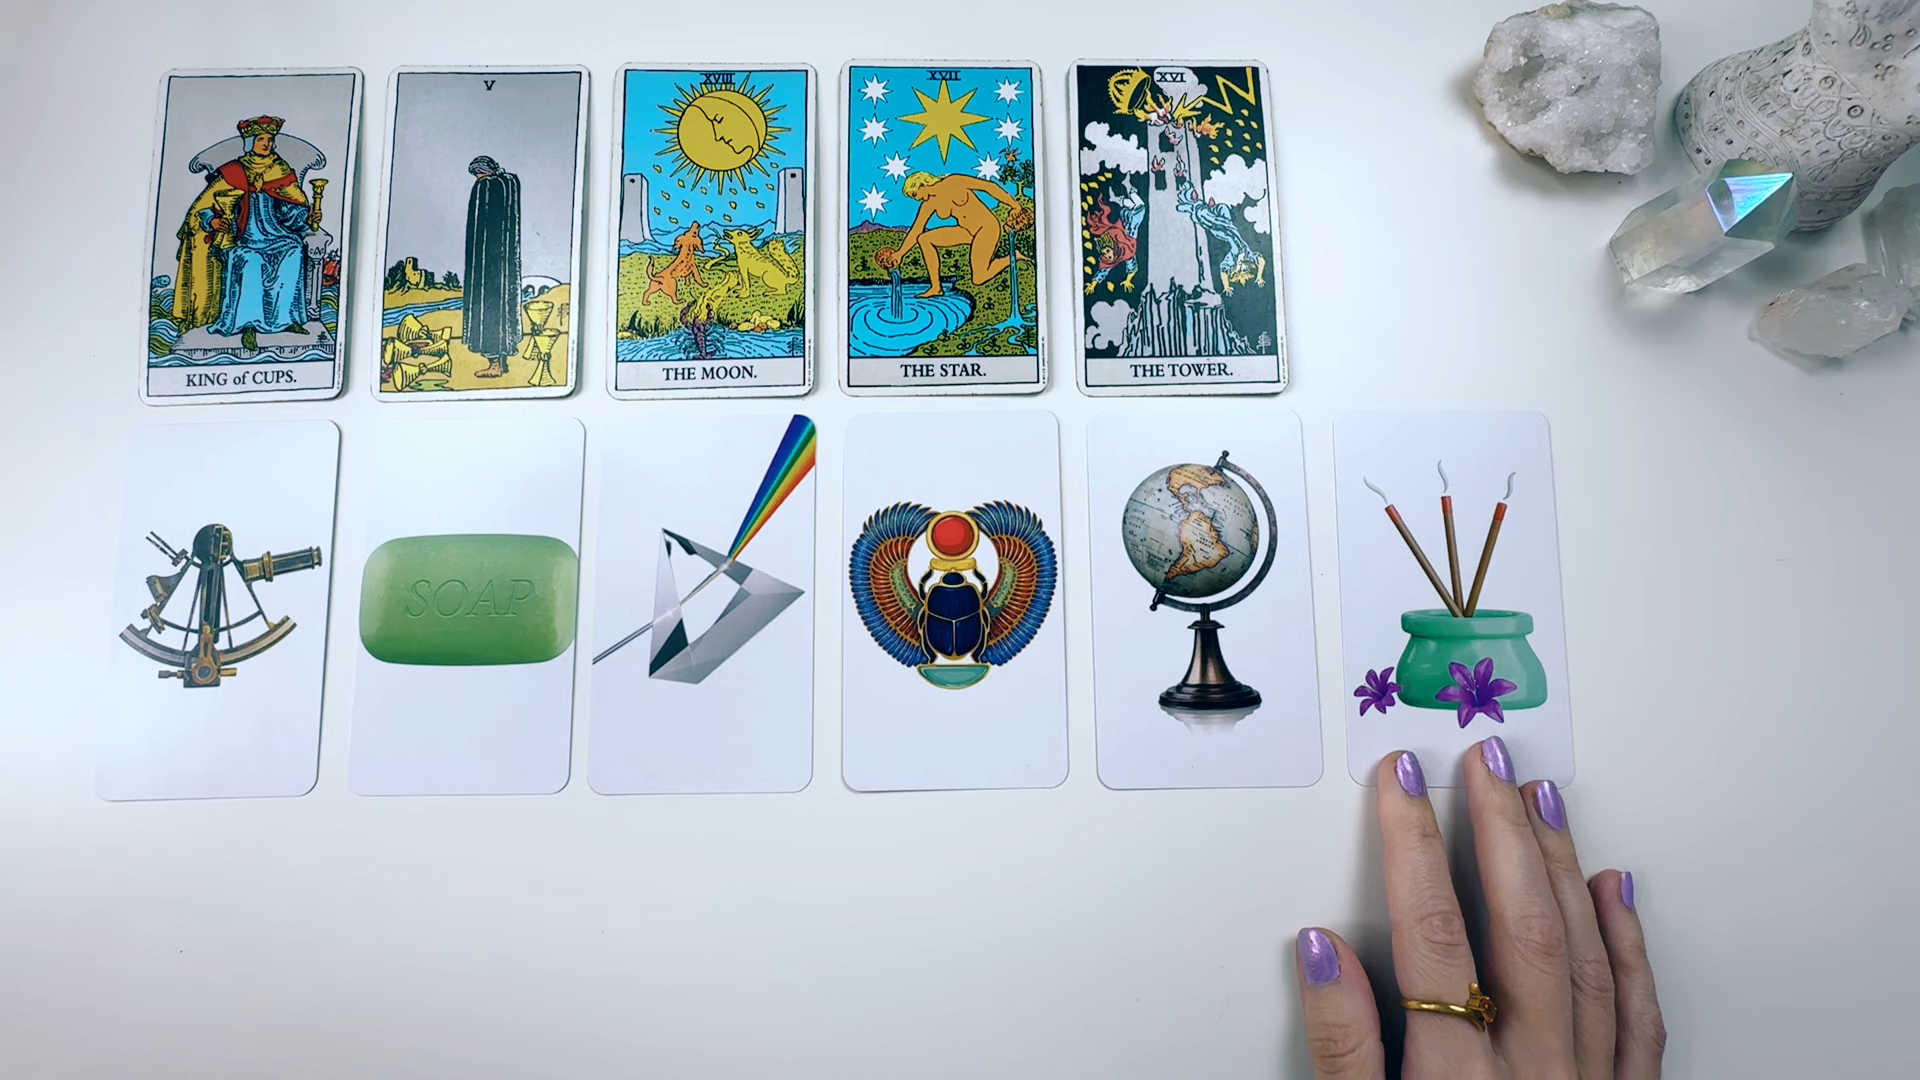 V
XVIII
XVII
XVI
KING of CUPS.
THE MOON.
THE STAR.
THE TOWER.
SOAP